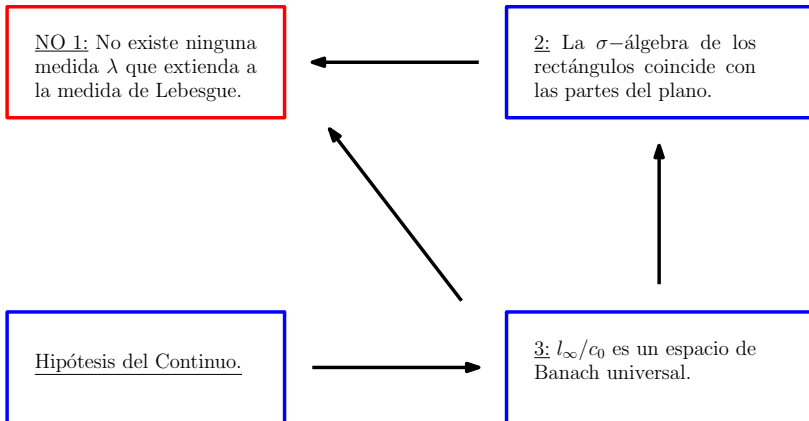 NO 1: No existe ninguna
medida λ que extienda a
la medida de Lebesgue.
2: La σ−álgebra de los
rectángulos coincide con
las partes del plano.
Hipótesis del Continuo.
3: l∞/c₀ es un espacio de
Banach universal.